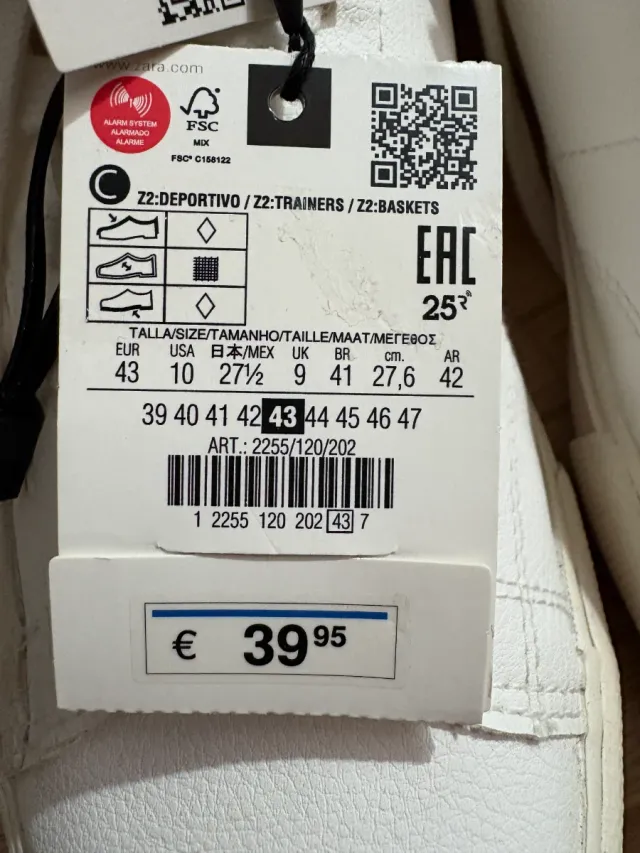 www.zara.com
ALARM SYSTEM
ALARMADO
ALARME
FSC
MIX
FSC® C158122
C
Z2:DEPORTIVO / Z2:TRAINERS / Z2:BASKETS
EAC
25R
TALLA/SIZE/TAMANHO/TAILLE/MAAT/ΜΕΓΕΘΟΣ
EUR USA 日本/MEX UK BR cm. AR
43 10 27½ 9 41 27,6 42
39 40 41 42 43 44 45 46 47
ART.: 2255/120/202
1 2255 120 202 43 7
€ 39 95